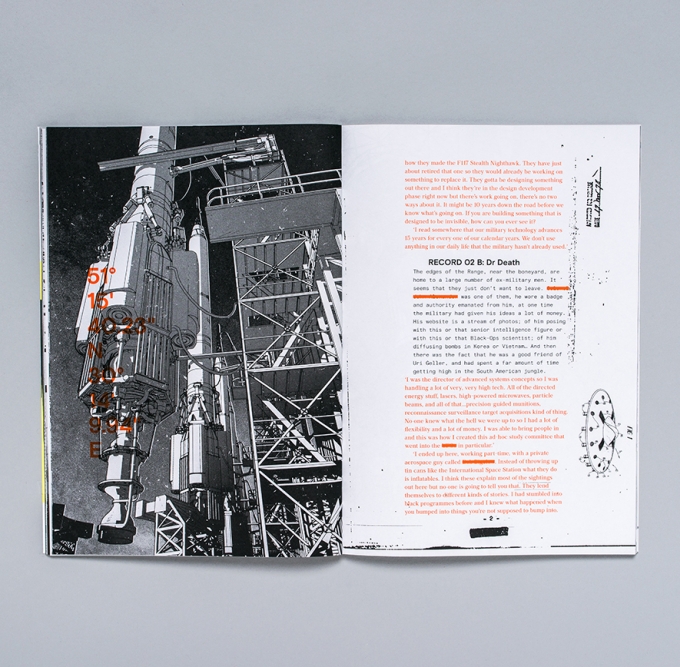 51°
15'
40.23"
N
30°
14'
E
how they made the F117 Stealth Nighthawk. They have just
about retired that one so they would already be working on
something to replace it. They gotta be designing something
out there and I think they're in the design development
phase right now but there's work going on, there's no two
ways about it. It might be 30 years down the road before we
know what's going on. If you are building something that is
designed to be invisible, how can you ever see it?
'I read somewhere that our military technology advances
15 years for every one of our calendar years. We don't use
anything in our daily life that the military hasn't already used.'
RECORD 02 B: Dr Death
The edges of the Range, near the boneyard, are
home to a large number of ex-military men. It
seems that they just don't want to leave.
was one of them, he wore a badge
and authority emanated from him, at one time
the military had given his ideas a lot of money.
His website is a stream of photos; of him posing
with this or that senior intelligence figure or
with this or that Black-Ops scientist; of him
diffusing bombs in Korea or Vietnam… And then
there was the fact that he was a good friend of
Uri Geller, and had spent a far amount of time
getting high in the South American jungle.
'I was the director of advanced systems concepts so I was
handling a lot of very, very high tech. All of the directed
energy stuff, lasers, high-powered microwaves, particle
beams, and all of that…precision-guided munitions,
reconnaissance surveillance target acquisitions kind of thing.
No one knew what the hell we were up to so I had a lot of
flexibility and a lot of money. I was able to bring people in
and this was how I created this ad-hoc study committee that
went into the in particular.'
'I ended up here, working part-time, with a private
aerospace guy called Instead of throwing up
tin cans like the International Space Station what they do
is inflatables. I think these explain most of the sightings
out here but no one is going to tell you that. They lend
themselves to different kinds of stories. I had stumbled into
black programmes before and I knew what happened when
you bumped into things you're not supposed to bump into.
- 2 -